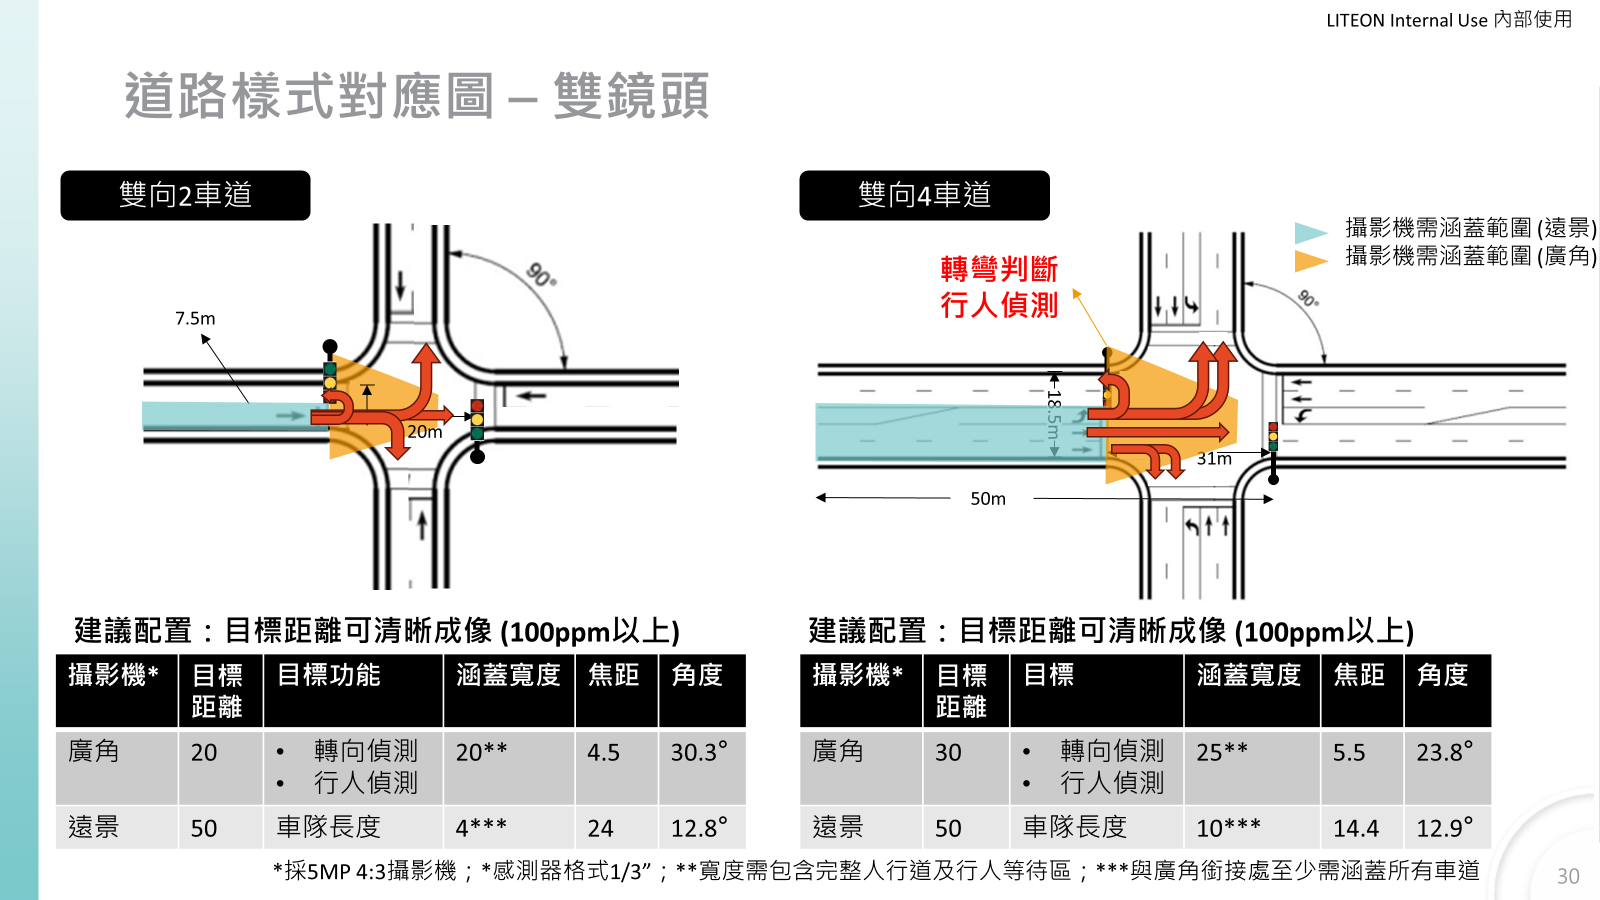 LITEON Internal Use 內部使用
道路樣式對應圖 – 雙鏡頭
雙向2車道
雙向4車道
攝影機需涵蓋範圍 (遠景)
攝影機需涵蓋範圍 (廣角)
轉彎判斷
行人偵測
90°
7.5m
20m
90°
18.5m
31m
50m
建議配置：目標距離可清晰成像 (100ppm以上)
攝影機* 目標距離 目標功能 涵蓋寬度 焦距 角度
廣角 20 • 轉向偵測 20** 4.5 30.3°
• 行人偵測
遠景 50 車隊長度 4*** 24 12.8°
建議配置：目標距離可清晰成像 (100ppm以上)
攝影機* 目標距離 目標 涵蓋寬度 焦距 角度
廣角 30 • 轉向偵測 25** 5.5 23.8°
• 行人偵測
遠景 50 車隊長度 10*** 14.4 12.9°
*採5MP 4:3攝影機；*感測器格式1/3”；**寬度需包含完整人行道及行人等待區；***與廣角銜接處至少需涵蓋所有車道
30